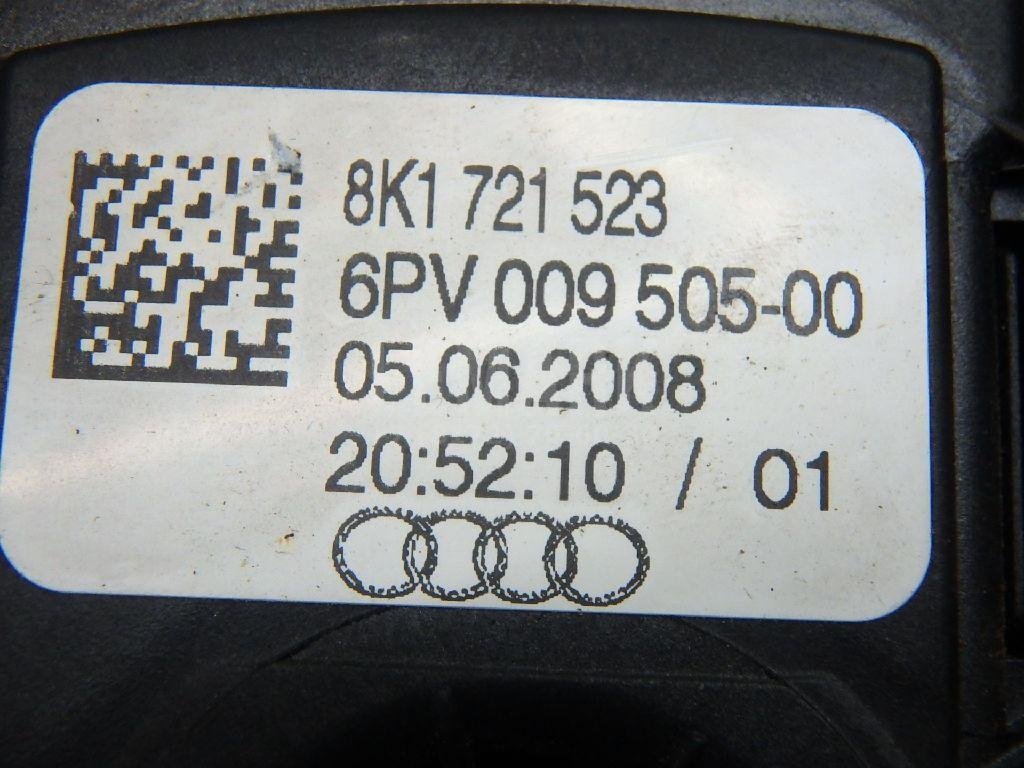 8K1 721 523
6PV 009 505-00
05.06.2008
20:52:10 / 01